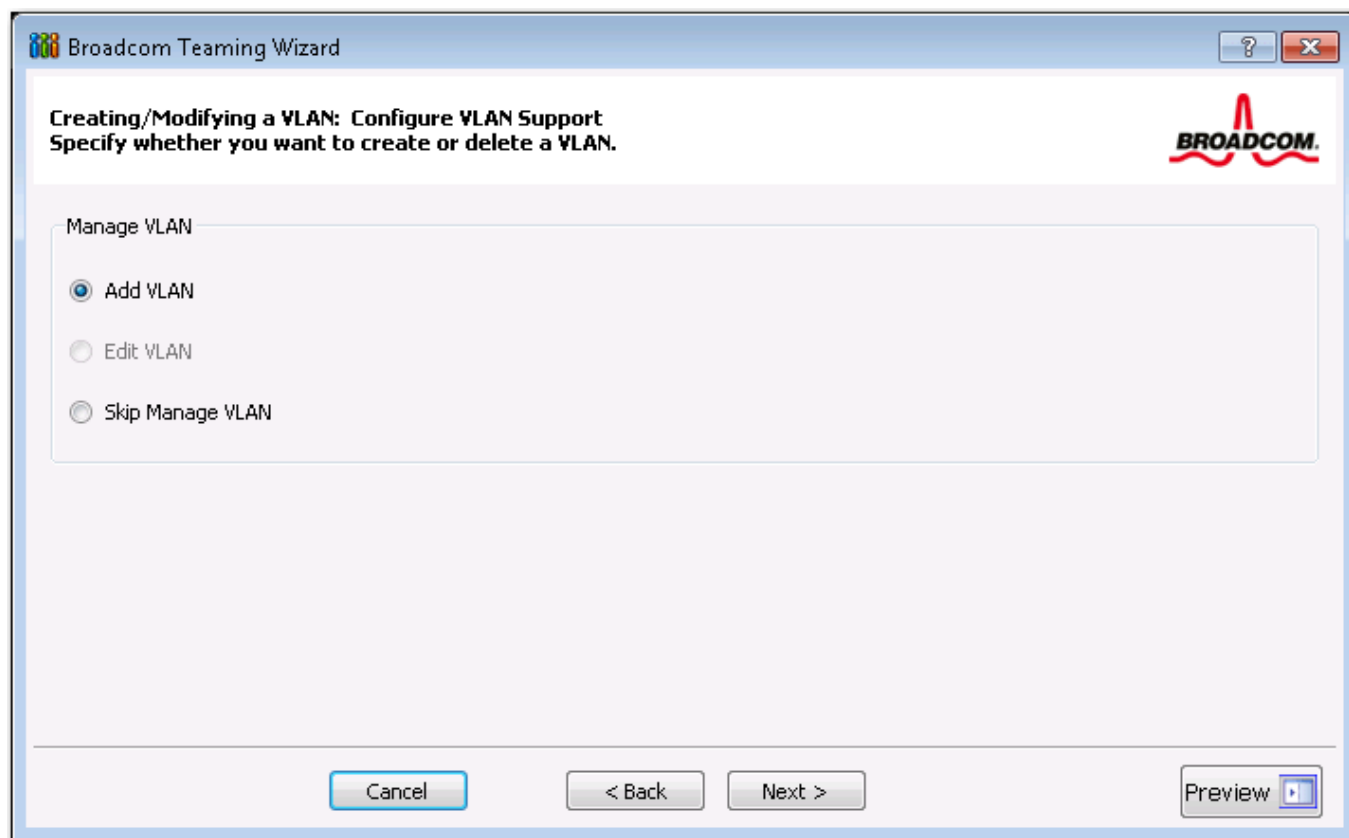 Broadcom Teaming Wizard
Creating/Modifying a VLAN: Configure VLAN Support
Specify whether you want to create or delete a VLAN.
BROADCOM.
Manage VLAN
Add VLAN
Edit VLAN
Skip Manage VLAN
Cancel
< Back
Next >
Preview